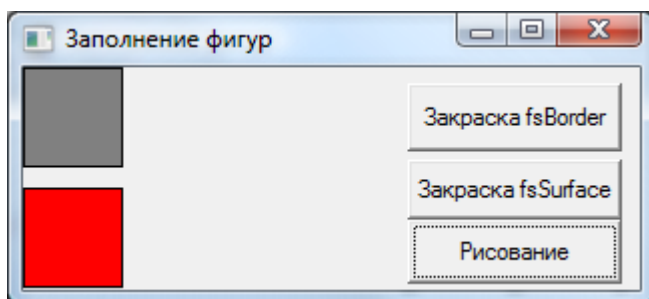 Заполнение фигур
Закраска fsBorder
Закраска fsSurface
Рисование